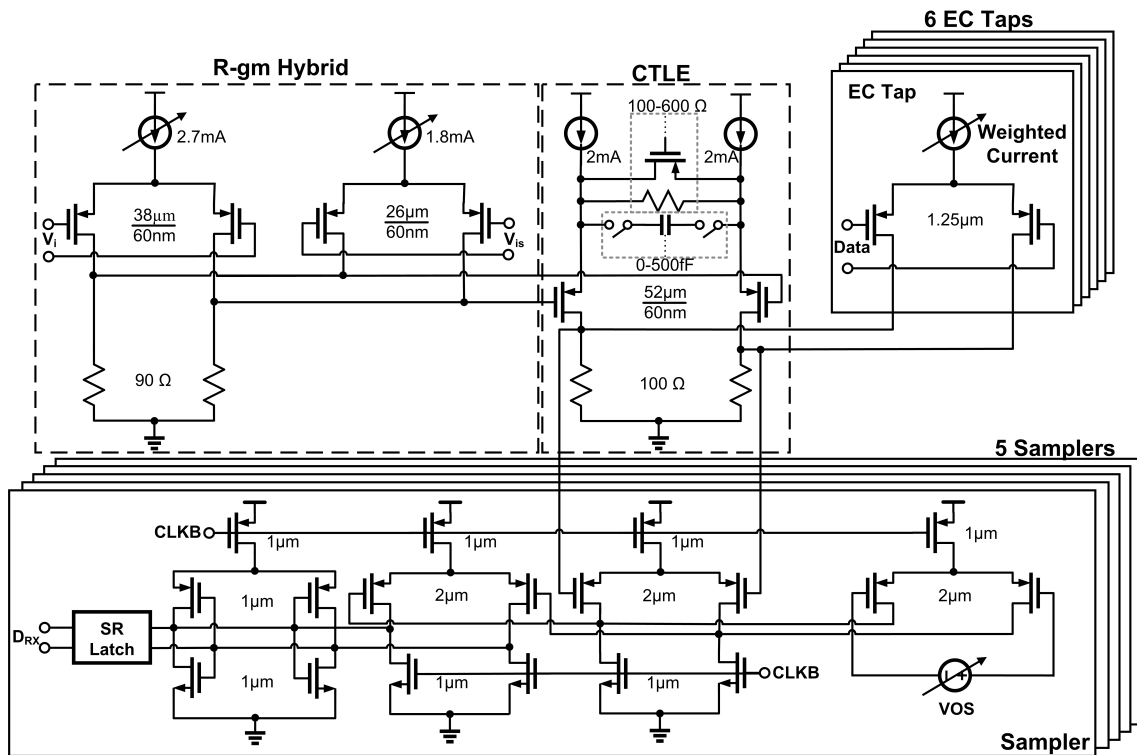 6 EC Taps
R-gm Hybrid
CTLE
EC Tap
100-600 Ω
2.7mA
1.8mA
2mA
2mA
Weighted
Current
38μm
60nm
26μm
60nm
1.25μm
Vi
Vis
Data
0-500fF
52μm
60nm
90 Ω
100 Ω
5 Samplers
CLKB
1μm
1μm
1μm
1μm
1μm
2μm
2μm
2μm
DRX
SR
Latch
1μm
1μm
1μm
CLKB
VOS
Sampler